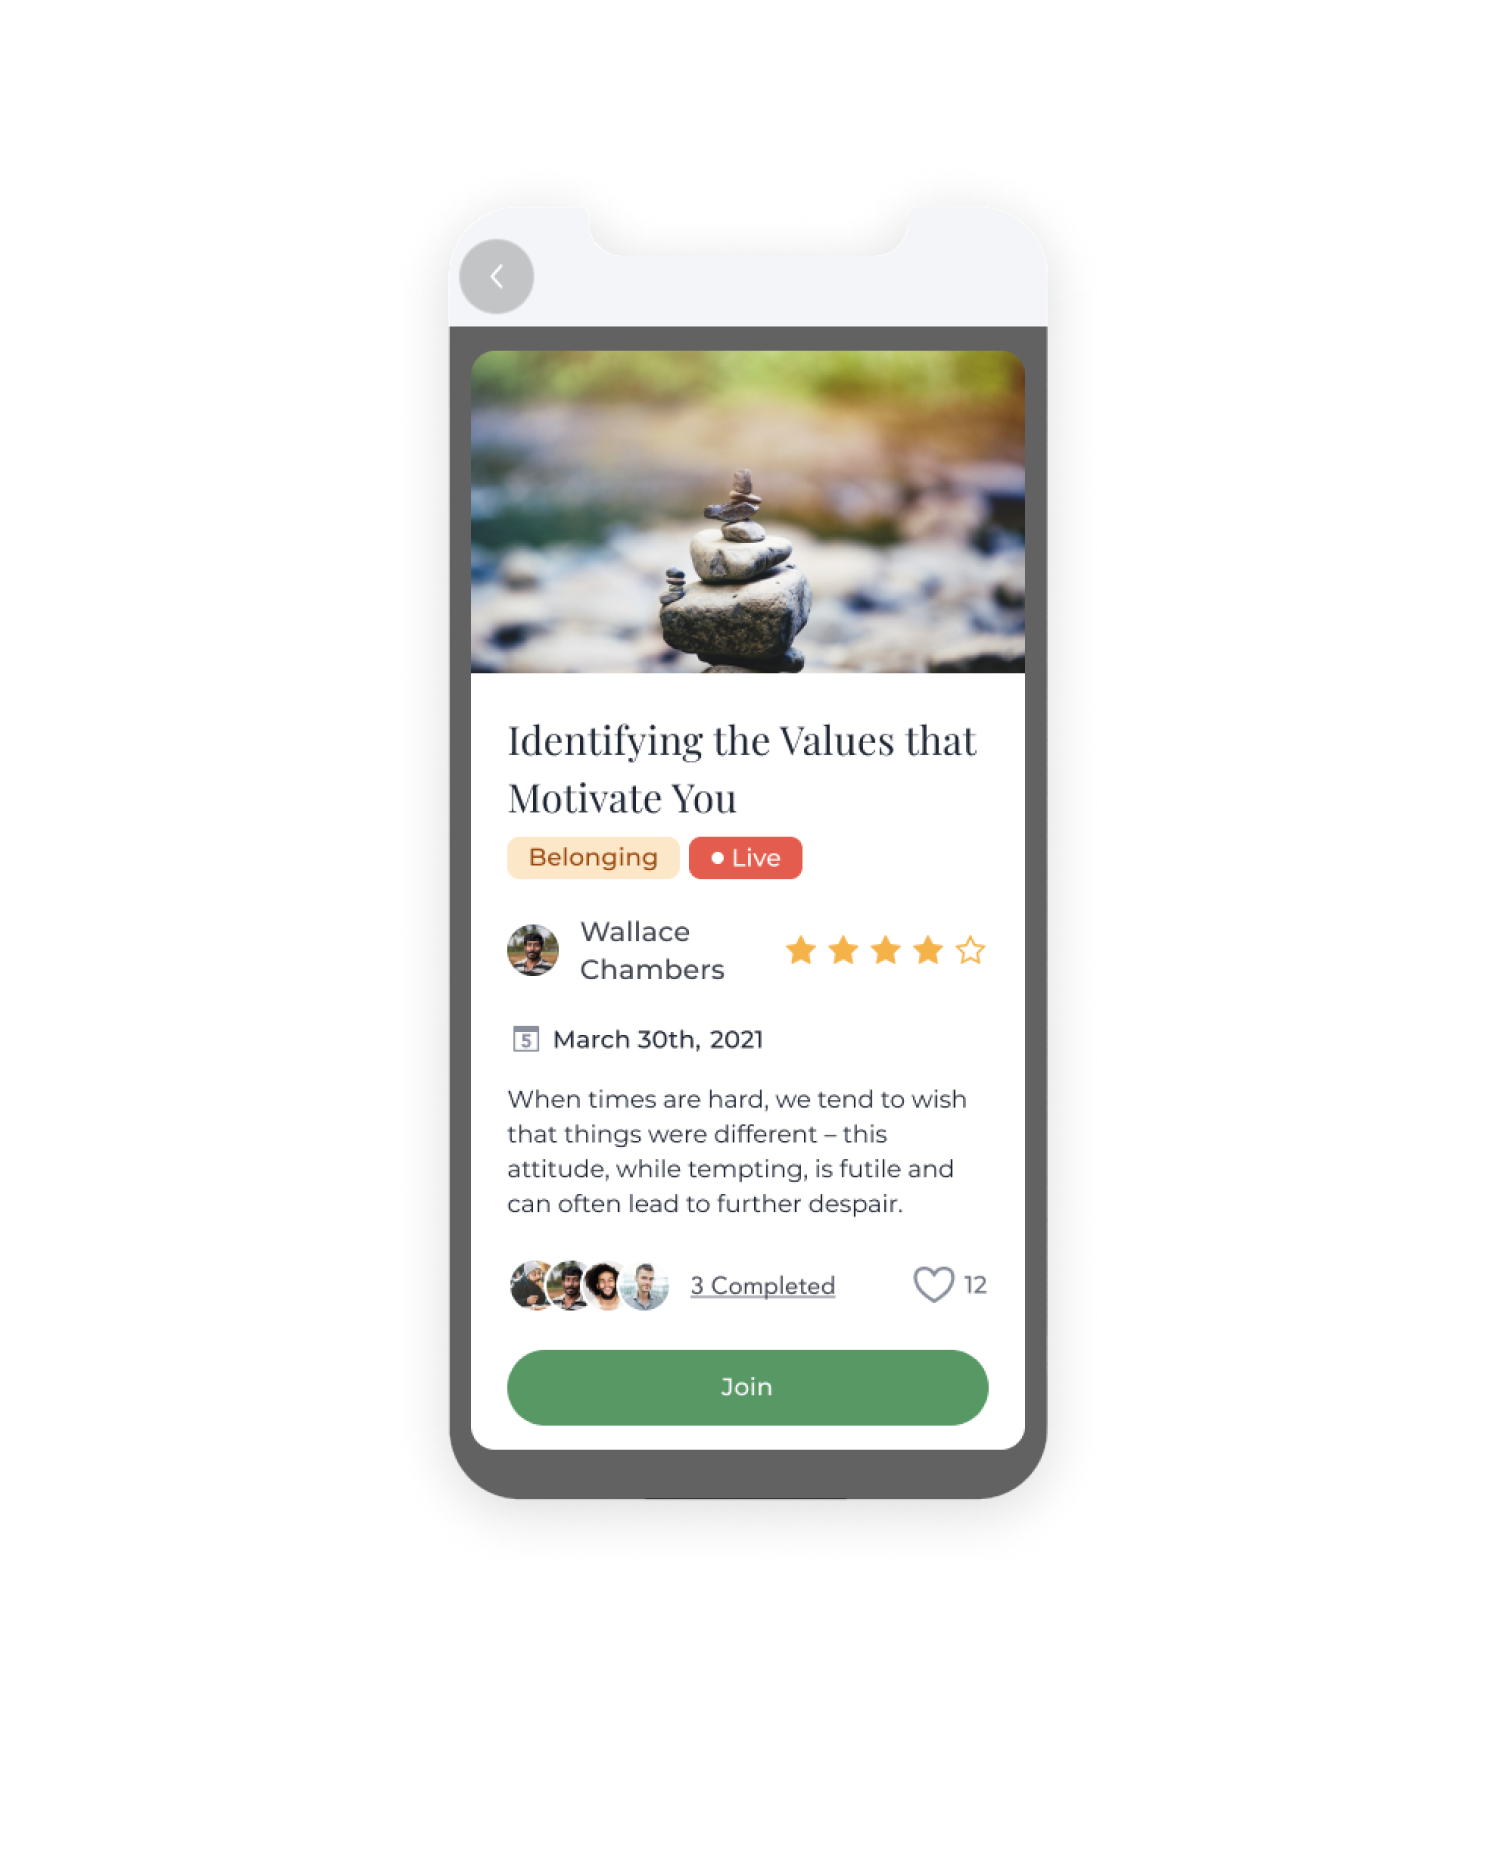 Identifying the Values that
Motivate You
Belonging
Live
Wallace
Chambers
5
March 30th, 2021
When times are hard, we tend to wish
that things were different – this
attitude, while tempting, is futile and
can often lead to further despair.
3 Completed
12
Join